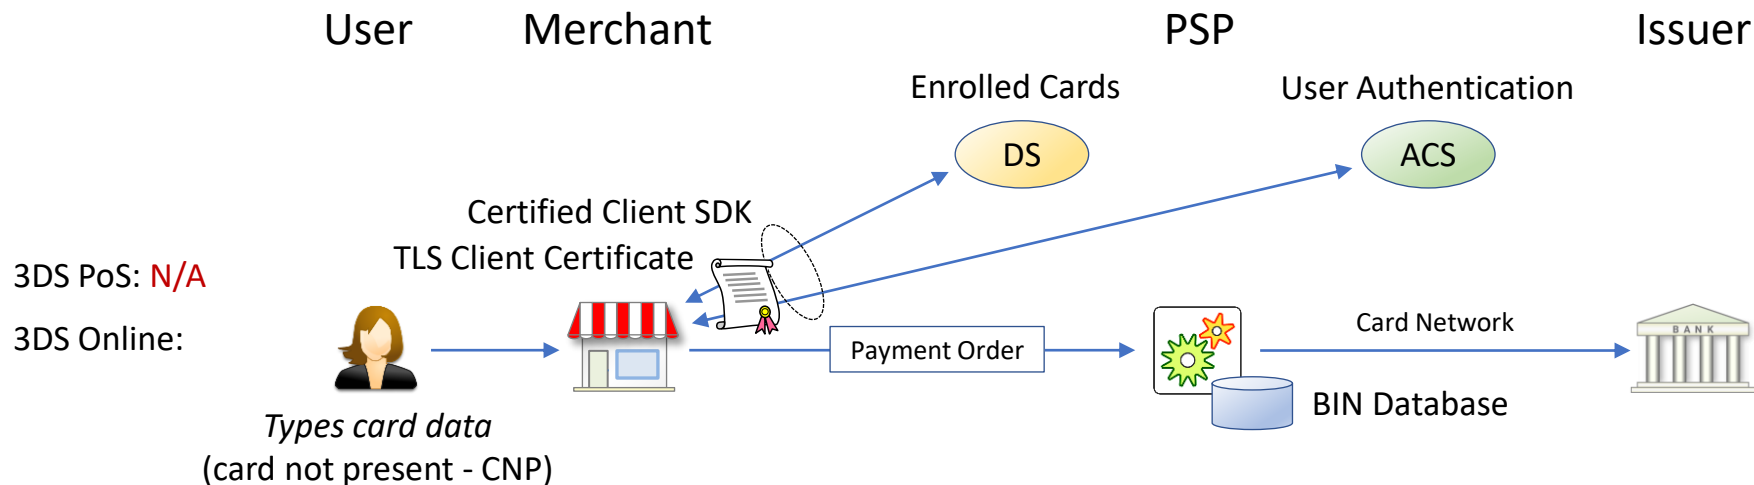 User
Merchant
PSP
Issuer
Enrolled Cards
User Authentication
DS
ACS
Certified Client SDK
TLS Client Certificate
3DS PoS: N/A
3DS Online:
Payment Order
Card Network
BANK
BIN Database
Types card data
(card not present - CNP)